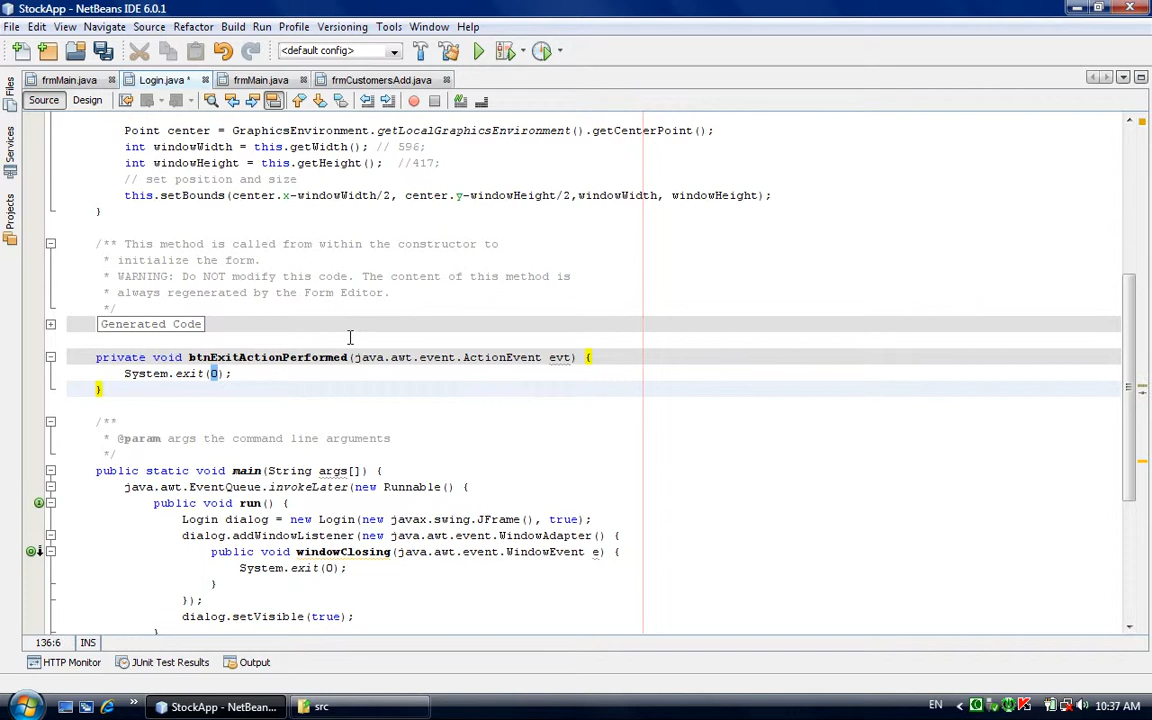 StockApp - NetBeans IDE 6.0.1
File Edit View Navigate Source Refactor Build Run Profile Versioning Tools Window Help
<default config>
frmMain.java Login.java * frmMain.java frmCustomersAdd.java
Source Design
Files
Services
Projects
Point center = GraphicsEnvironment.getLocalGraphicsEnvironment().getCenterPoint();
int windowWidth = this.getWidth(); // 596;
int windowHeight = this.getHeight(); //417;
// set position and size
this.setBounds(center.x-windowWidth/2, center.y-windowHeight/2,windowWidth, windowHeight);
}
/** This method is called from within the constructor to
* initialize the form.
* WARNING: Do NOT modify this code. The content of this method is
* always regenerated by the Form Editor.
*/
Generated Code
private void btnExitActionPerformed(java.awt.event.ActionEvent evt) {
System.exit(0);
}
/**
* @param args the command line arguments
*/
public static void main(String args[]) {
java.awt.EventQueue.invokeLater(new Runnable() {
public void run() {
Login dialog = new Login(new javax.swing.JFrame(), true);
dialog.addWindowListener(new java.awt.event.WindowAdapter() {
public void windowClosing(java.awt.event.WindowEvent e) {
System.exit(0);
}
});
dialog.setVisible(true);
}
136:6 INS
HTTP Monitor JUnit Test Results Output
StockApp - NetBean... src EN 10:37 AM